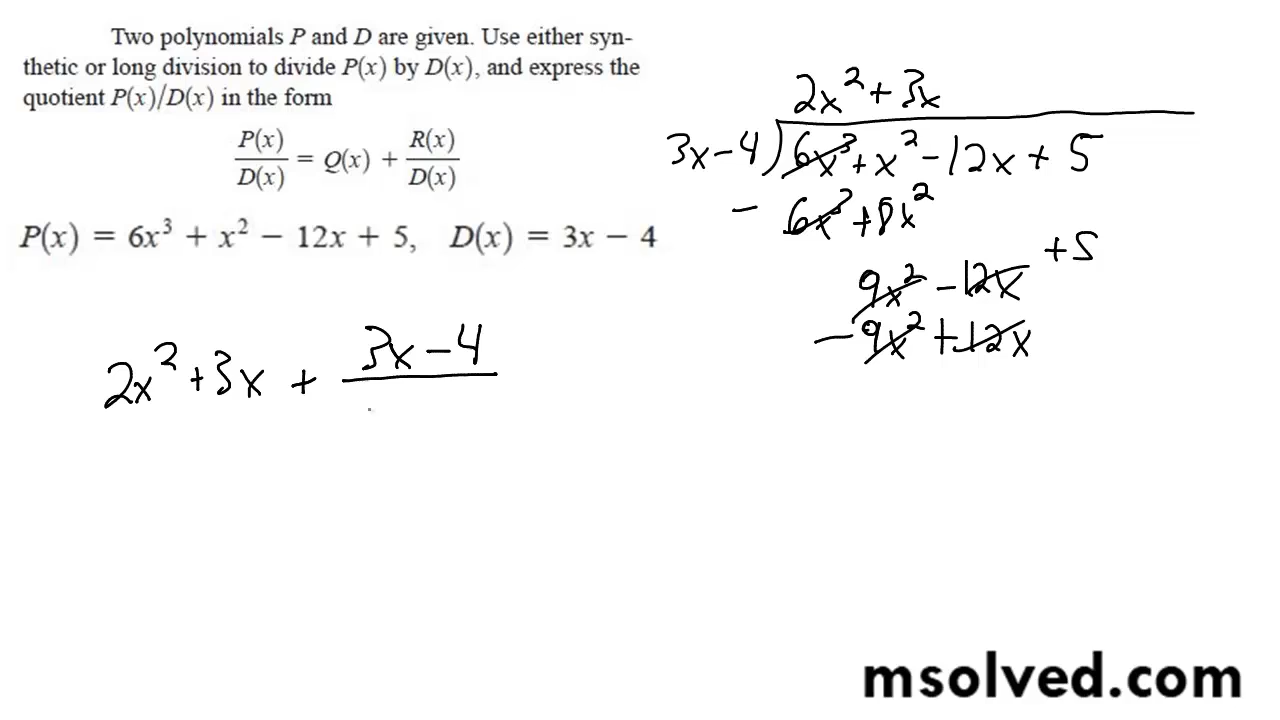 Two polynomials P and D are given. Use either syn-
thetic or long division to divide P(x) by D(x), and express the
quotient P(x)/D(x) in the form
P(x)/D(x) = Q(x) + R(x)/D(x)
P(x) = 6x³ + x² − 12x + 5, D(x) = 3x − 4
2x² + 3x + 3x − 4
2x² + 3x
3x − 4 ) 6x³ + x² − 12x + 5
− 6x³ + 8x²
9x² − 12x + 5
− 9x² + 12x
msolved.com